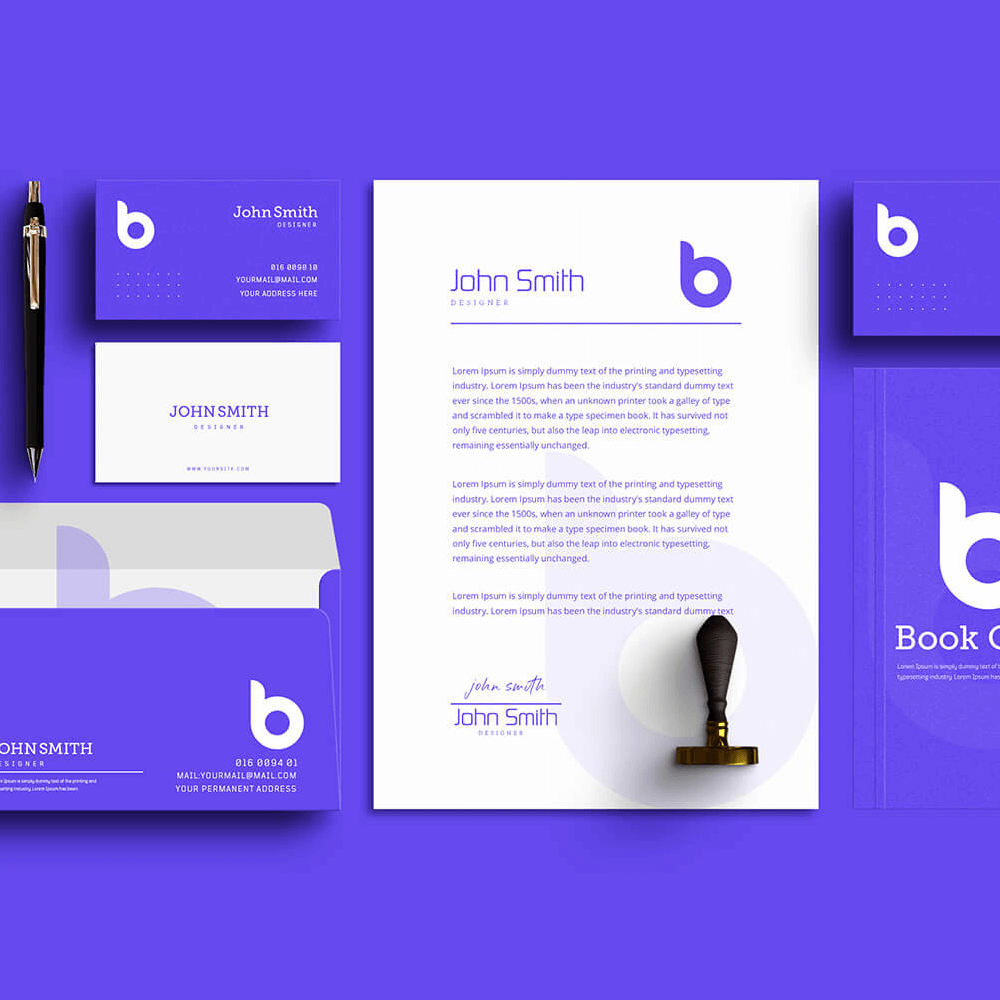 b
John Smith
DESIGNER
016 0098 10
YOURMAIL@MAIL.COM
YOUR ADDRESS HERE
JOHN SMITH
DESIGNER
WWW.YOURSITE.COM
b
OHN SMITH
ESIGNER
Ipsum is simply dummy text of the printing and
setting industry. Lorem Ipsum has been
016 0094 01
MAIL:YOURMAIL@MAIL.COM
YOUR PERMANENT ADDRESS
b
John Smith
DESIGNER
Lorem Ipsum is simply dummy text of the printing and typesetting
industry. Lorem Ipsum has been the industry's standard dummy text
ever since the 1500s, when an unknown printer took a galley of type
and scrambled it to make a type specimen book. It has survived not
only five centuries, but also the leap into electronic typesetting,
remaining essentially unchanged.
Lorem Ipsum is simply dummy text of the printing and typesetting
industry. Lorem Ipsum has been the industry's standard dummy text
ever since the 1500s, when an unknown printer took a galley of type
and scrambled it to make a type specimen book. It has survived not
only five centuries, but also the leap into electronic typesetting,
remaining essentially unchanged.
Lorem Ipsum is simply dummy text of the printing and typesetting
industry. Lorem Ipsum has been the industry's standard dummy text
john smith
John Smith
DESIGNER
b
b
Book
Lorem Ipsum is simply dummy text of
typesetting industry. Lorem Ipsum has